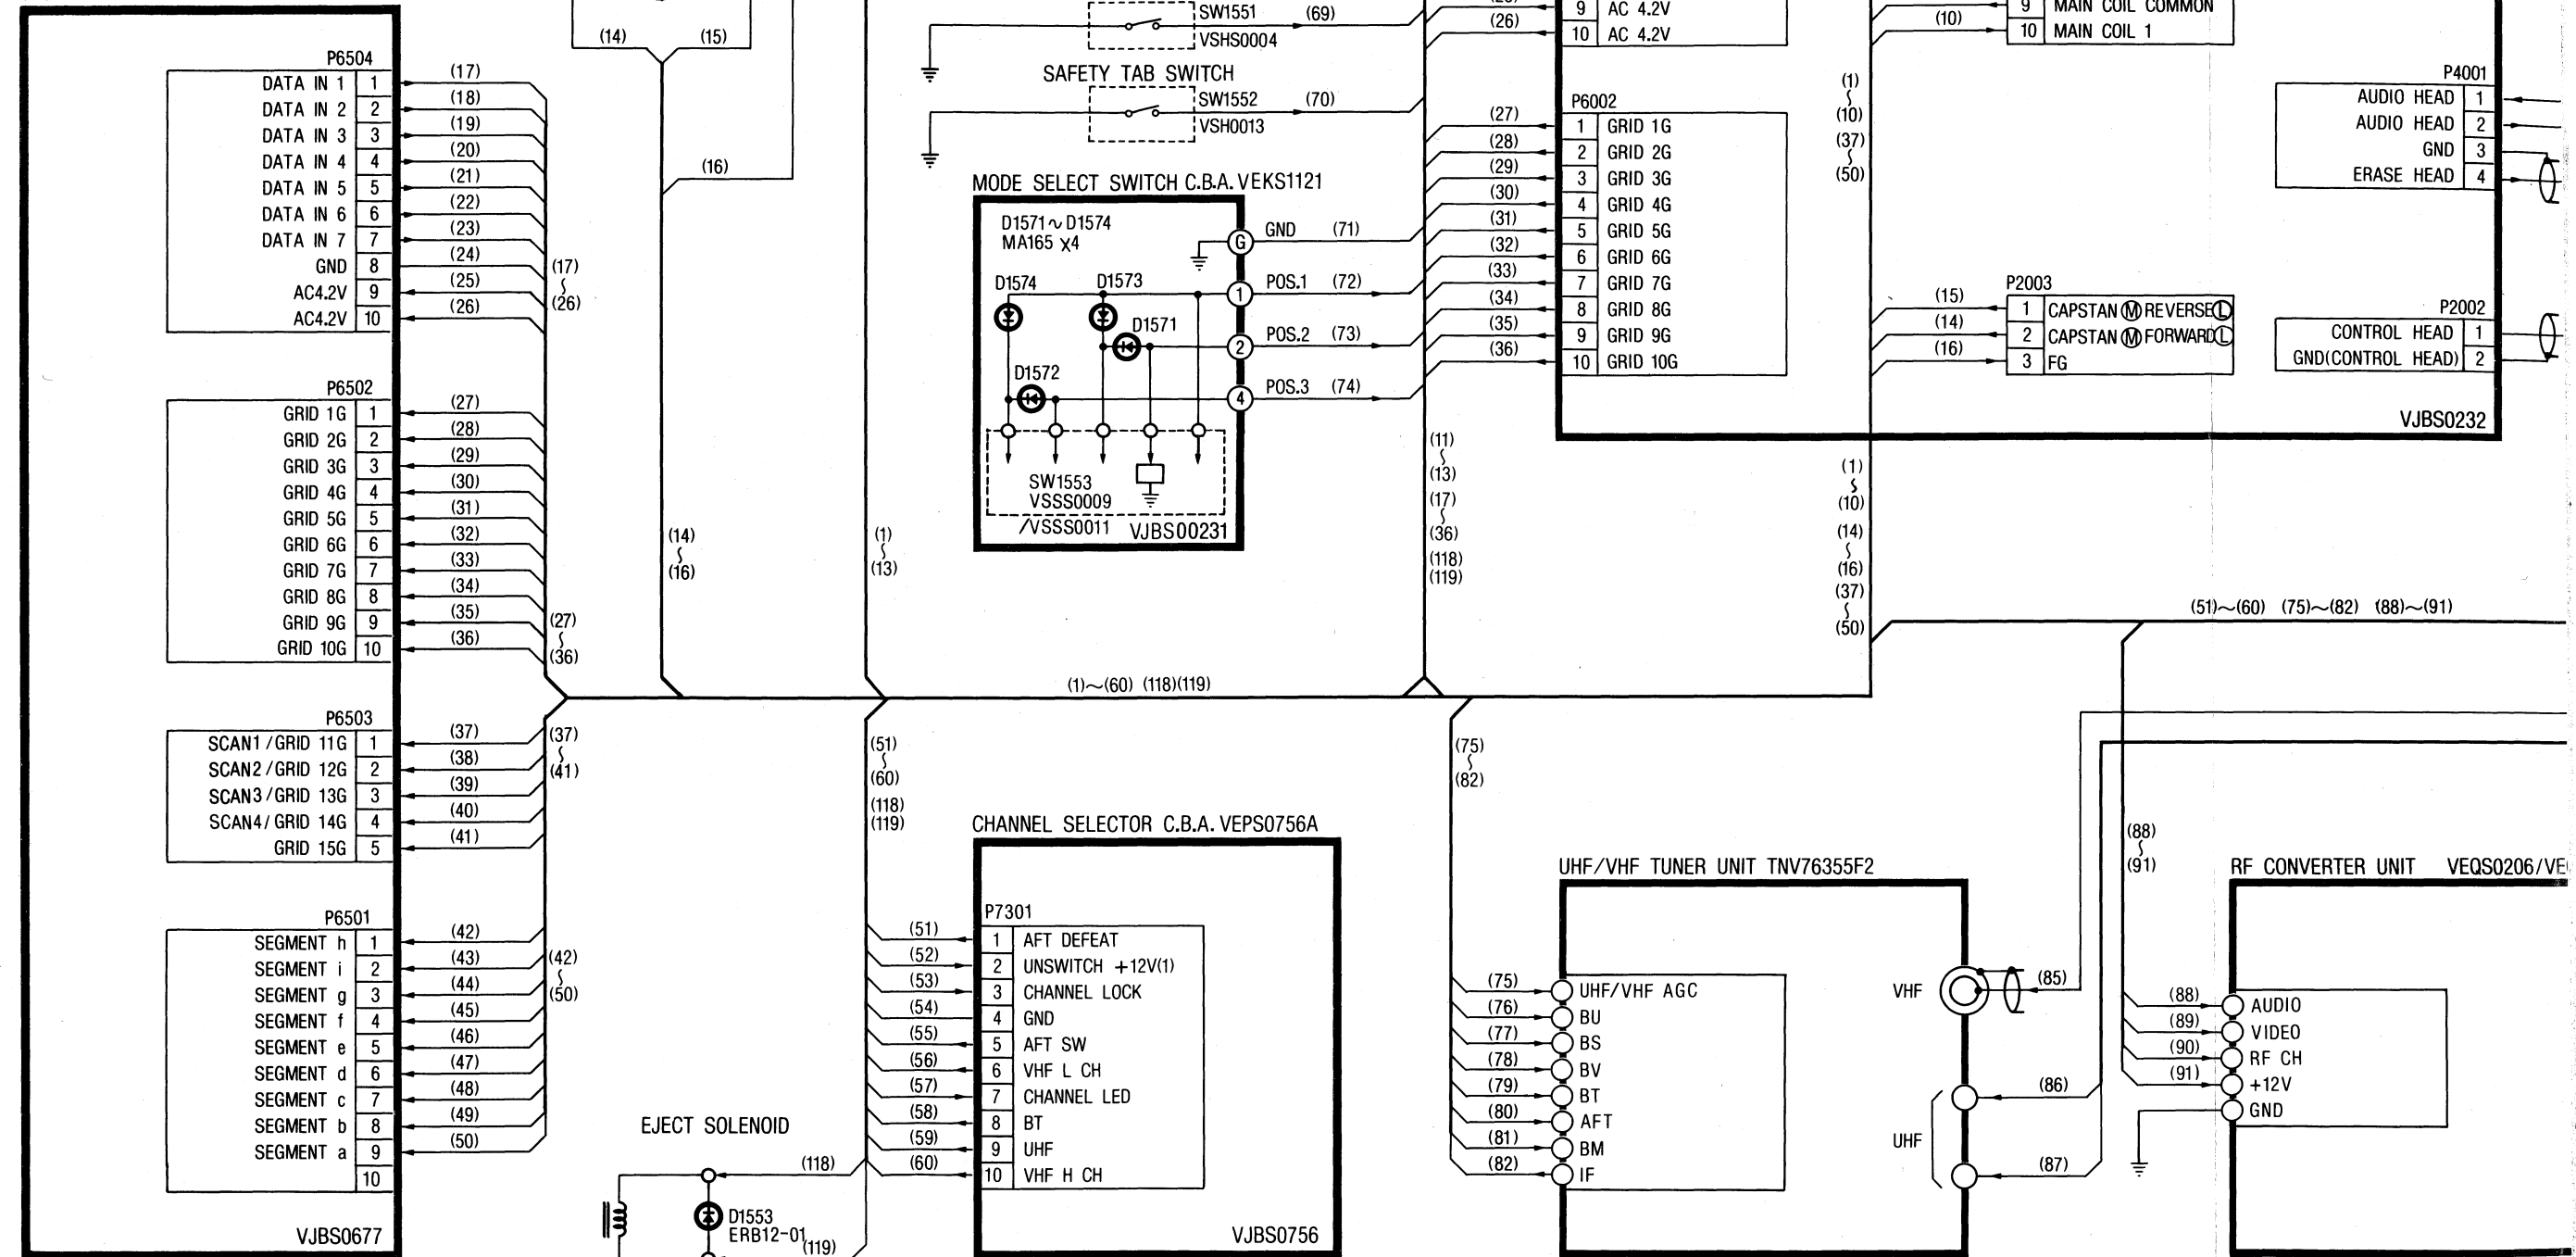 P6504
DATA IN 1 1 (17)
DATA IN 2 2 (18)
DATA IN 3 3 (19)
DATA IN 4 4 (20)
DATA IN 5 5 (21)
DATA IN 6 6 (22)
DATA IN 7 7 (23)
GND 8 (24)
AC4.2V 9 (25)
AC4.2V 10 (26)
(17)
(26)
P6502
GRID 1G 1 (27)
GRID 2G 2 (28)
GRID 3G 3 (29)
GRID 4G 4 (30)
GRID 5G 5 (31)
GRID 6G 6 (32)
GRID 7G 7 (33)
GRID 8G 8 (34)
GRID 9G 9 (35)
GRID 10G 10 (36)
(27)
(36)
P6503
SCAN1/GRID 11G 1 (37)
SCAN2/GRID 12G 2 (38)
SCAN3/GRID 13G 3 (39)
SCAN4/GRID 14G 4 (40)
GRID 15G 5 (41)
(37)
(41)
P6501
SEGMENT h 1 (42)
SEGMENT i 2 (43)
SEGMENT g 3 (44)
SEGMENT f 4 (45)
SEGMENT e 5 (46)
SEGMENT d 6 (47)
SEGMENT c 7 (48)
SEGMENT b 8 (49)
SEGMENT a 9 (50)
10
(42)
(50)
VJBS0677
(14) (15)
(16)
(14)
(16)
(1)
(13)
SW1551 (69)
VSHS0004
SAFETY TAB SWITCH
SW1552 (70)
VSH0013
MODE SELECT SWITCH C.B.A. VEKS1121
D1571~D1574
MA165 X4
G GND (71)
D1574 D1573
1 POS.1 (72)
D1571
2 POS.2 (73)
D1572
4 POS.3 (74)
SW1553
VSSS0009
/VSSS0011 VJBS00231
9 AC 4.2V
(26) 10 AC 4.2V
P6002
(27) 1 GRID 1G
(28) 2 GRID 2G
(29) 3 GRID 3G
(30) 4 GRID 4G
(31) 5 GRID 5G
(32) 6 GRID 6G
(33) 7 GRID 7G
(34) 8 GRID 8G
(35) 9 GRID 9G
(36) 10 GRID 10G
(11)
(13)
(17)
(36)
(118)
(119)
9 MAIN COIL COMMON
(10) 10 MAIN COIL 1
(1)
(10)
(37)
(50)
P4001
AUDIO HEAD 1
AUDIO HEAD 2
GND 3
ERASE HEAD 4
P2003
(15) 1 CAPSTAN Ⓜ REVERSE Ⓛ
(14) 2 CAPSTAN Ⓜ FORWARD Ⓛ
(16) 3 FG
P2002
CONTROL HEAD 1
GND(CONTROL HEAD) 2
VJBS0232
(1)
(10)
(14)
(16)
(37)
(50)
(51)~(60) (75)~(82) (88)~(91)
(1)~(60) (118)(119)
(51)
(60)
(118)
(119)
CHANNEL SELECTOR C.B.A. VEPS0756A
P7301
(51) 1 AFT DEFEAT
(52) 2 UNSWITCH +12V(1)
(53) 3 CHANNEL LOCK
(54) 4 GND
(55) 5 AFT SW
(56) 6 VHF L CH
(57) 7 CHANNEL LED
(58) 8 BT
(59) 9 UHF
(60) 10 VHF H CH
VJBS0756
EJECT SOLENOID
(118)
D1553
ERB12-01
(119)
(75)
(82)
UHF/VHF TUNER UNIT TNV76355F2
(75) UHF/VHF AGC
(76) BU
(77) BS
(78) BV
(79) BT
(80) AFT
(81) BM
(82) IF
VHF (85)
UHF
(86)
(87)
(88)
(91)
RF CONVERTER UNIT VEQS0206/VE
(88) AUDIO
(89) VIDEO
(90) RF CH
(91) +12V
GND